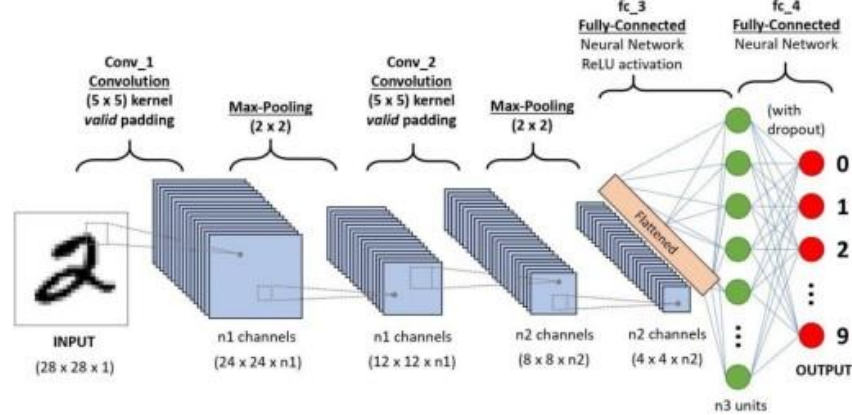 fc_3
Fully-Connected
Neural Network
ReLU activation
fc_4
Fully-Connected
Neural Network
Conv_1
Convolution
(5 x 5) kernel
valid padding
Max-Pooling
(2 x 2)
Conv_2
Convolution
(5 x 5) kernel
valid padding
Max-Pooling
(2 x 2)
(with
dropout)
Flattened
0
1
2
9
INPUT
(28 x 28 x 1)
n1 channels
(24 x 24 x n1)
n1 channels
(12 x 12 x n1)
n2 channels
(8 x 8 x n2)
n2 channels
(4 x 4 x n2)
OUTPUT
n3 units
2